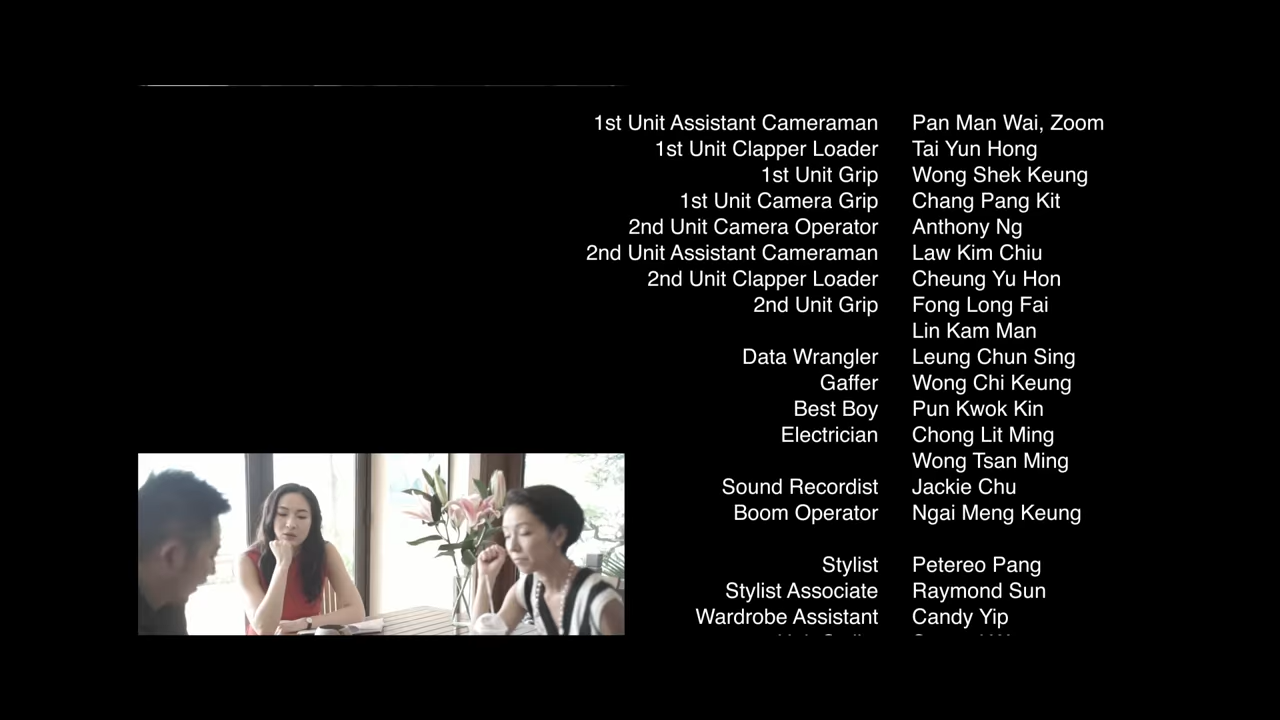 1st Unit Assistant Cameraman Pan Man Wai, Zoom
1st Unit Clapper Loader Tai Yun Hong
1st Unit Grip Wong Shek Keung
1st Unit Camera Grip Chang Pang Kit
2nd Unit Camera Operator Anthony Ng
2nd Unit Assistant Cameraman Law Kim Chiu
2nd Unit Clapper Loader Cheung Yu Hon
2nd Unit Grip Fong Long Fai
Lin Kam Man
Data Wrangler Leung Chun Sing
Gaffer Wong Chi Keung
Best Boy Pun Kwok Kin
Electrician Chong Lit Ming
Wong Tsan Ming
Sound Recordist Jackie Chu
Boom Operator Ngai Meng Keung
Stylist Petereo Pang
Stylist Associate Raymond Sun
Wardrobe Assistant Candy Yip